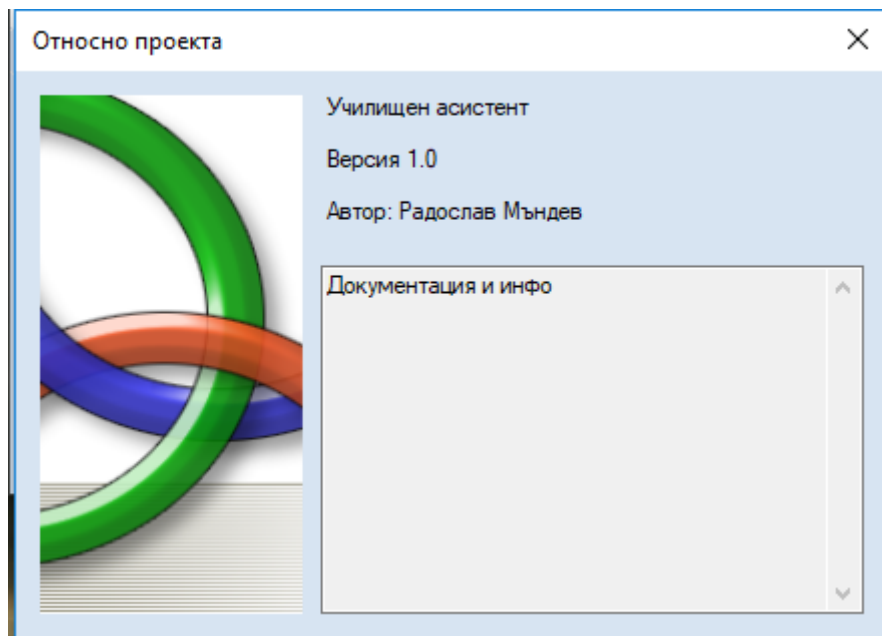 Относно проекта
Училищен асистент
Версия 1.0
Автор: Радослав Мъндев
Документация и инфо